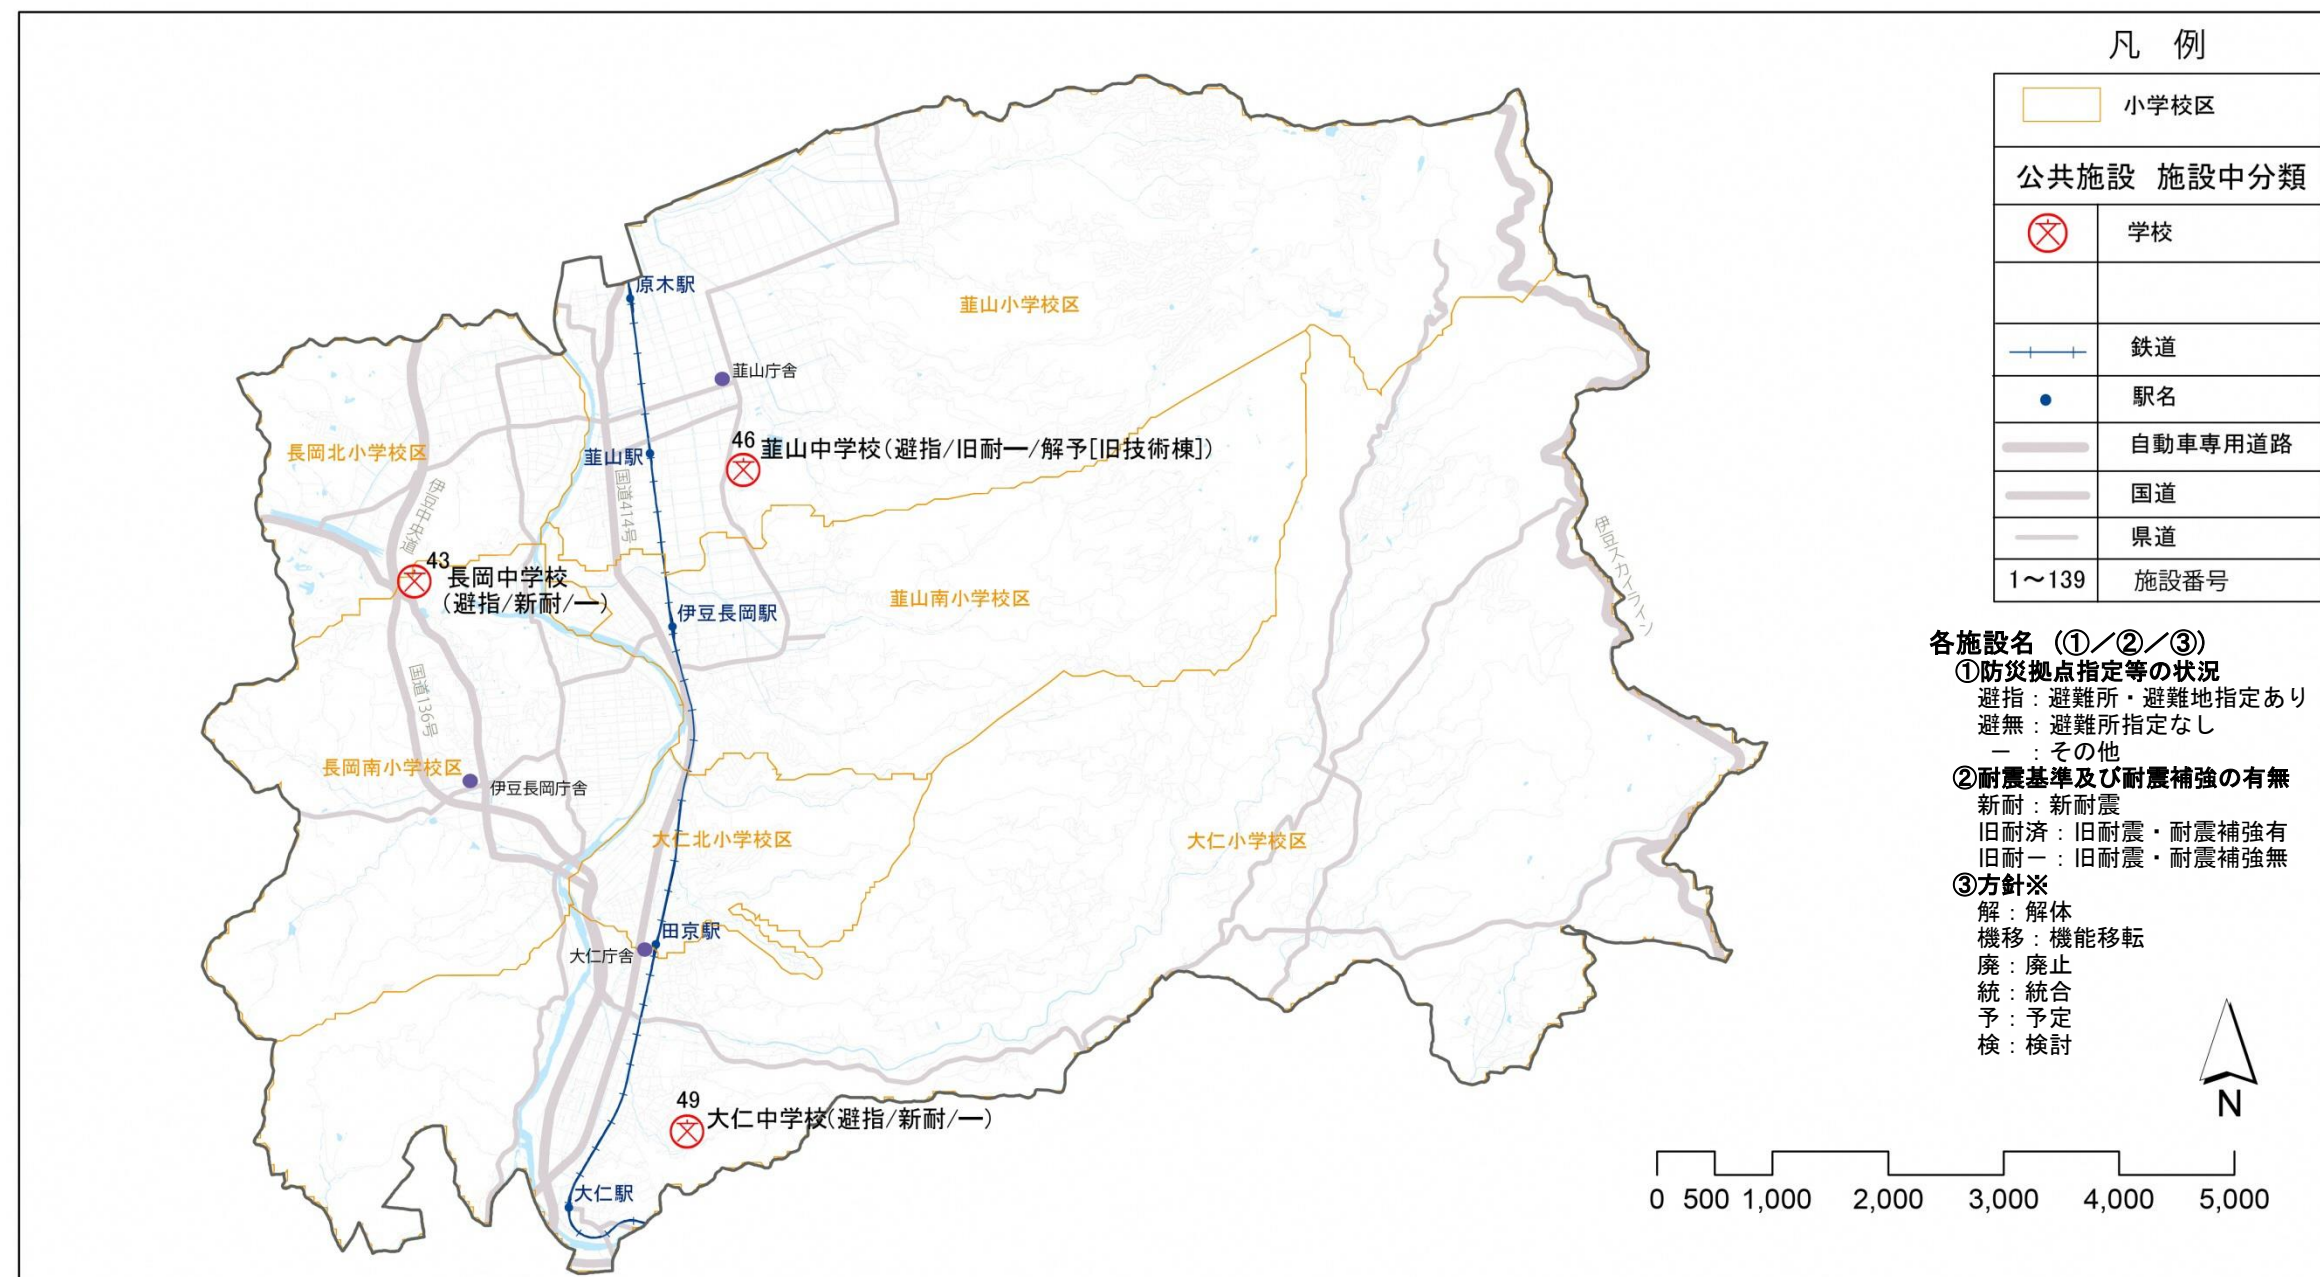 凡 例
小学校区
公共施設 施設中分類
学校
鉄道
駅名
自動車専用道路
国道
県道
1～139 施設番号
各施設名（①／②／③）
①防災拠点指定等の状況
避指：避難所・避難地指定あり
避無：避難所指定なし
－ ：その他
②耐震基準及び耐震補強の有無
新耐：新耐震
旧耐済：旧耐震・耐震補強有
旧耐－：旧耐震・耐震補強無
③方針※
解：解体
機移：機能移転
廃：廃止
統：統合
予：予定
検：検討
N
0 500 1,000 2,000 3,000 4,000 5,000
原木駅
韮山小学校区
韮山庁舎
46
韮山中学校(避指/旧耐―/解予[旧技術棟])
長岡北小学校区
韮山駅
国道414号
伊豆中央道
43
長岡中学校
(避指/新耐/―)
伊豆スカイライン
韮山南小学校区
伊豆長岡駅
国道136号
長岡南小学校区
伊豆長岡庁舎
大仁北小学校区
大仁小学校区
田京駅
大仁庁舎
49
大仁中学校(避指/新耐/―)
大仁駅